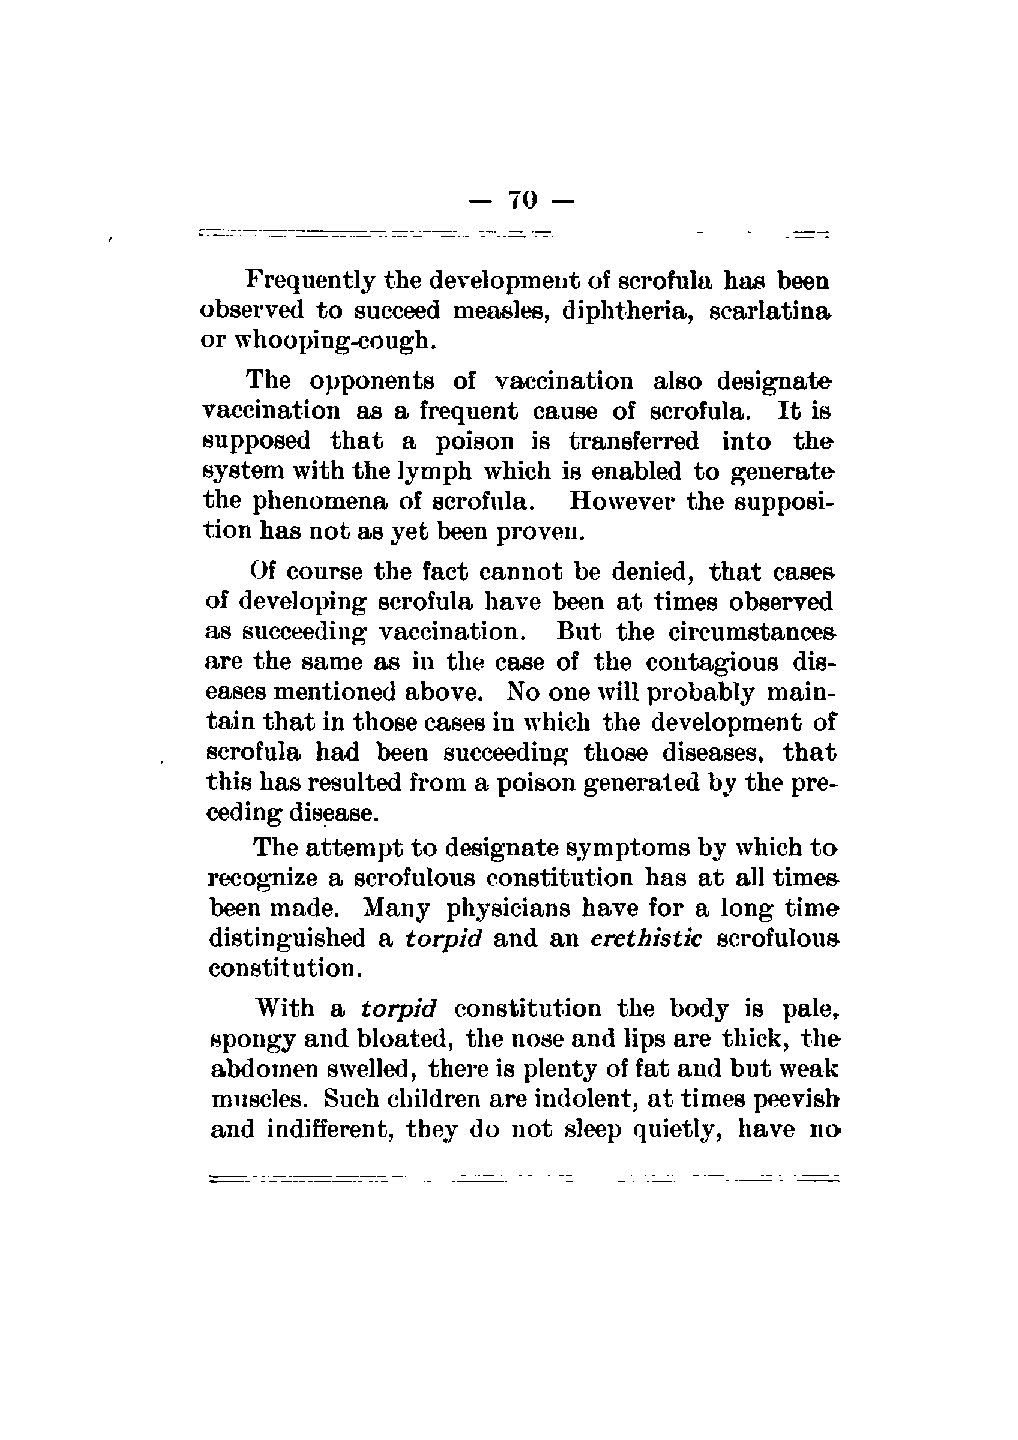 — 70 —
Frequently the development of scrofula has been
observed to succeed measles, diphtheria, scarlatina
or whooping-cough.
The opponents of vaccination also designate
vaccination as a frequent cause of scrofula. It is
supposed that a poison is transferred into the
system with the lymph which is enabled to generate
the phenomena of scrofula. However the supposi-
tion has not as yet been proven.
Of course the fact cannot be denied, that cases
of developing scrofula have been at times observed
as succeeding vaccination. But the circumstances
are the same as in the case of the contagious dis-
eases mentioned above. No one will probably main-
tain that in those cases in which the development of
scrofula had been succeeding those diseases, that
this has resulted from a poison generated by the pre-
ceding disease.
The attempt to designate symptoms by which to
recognize a scrofulous constitution has at all times
been made. Many physicians have for a long time
distinguished a torpid and an erethistic scrofulous
constitution.
With a torpid constitution the body is pale,
spongy and bloated, the nose and lips are thick, the
abdomen swelled, there is plenty of fat and but weak
muscles. Such children are indolent, at times peevish
and indifferent, they do not sleep quietly, have no